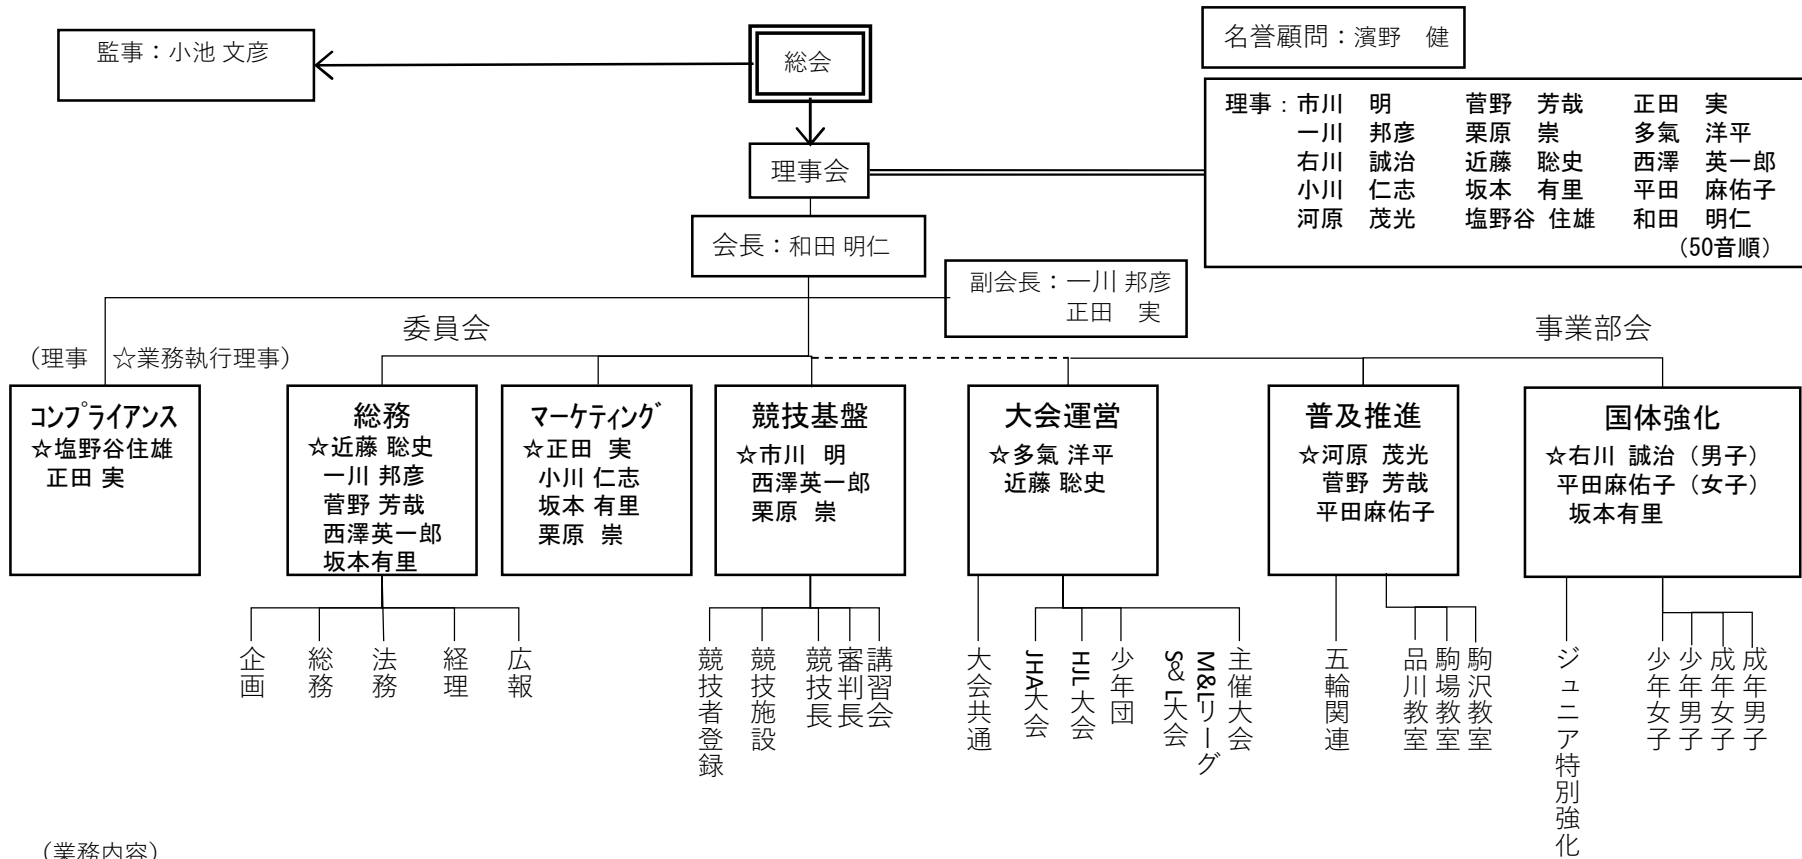 監事：小池 文彦
総会
名誉顧問：濱野　健
理事：市川　明　菅野　芳哉　正田　実
一川　邦彦　栗原　崇　多氣　洋平
右川　誠治　近藤　聡史　西澤　英一郎
小川　仁志　坂本　有里　平田　麻佑子
河原　茂光　塩野谷 住雄　和田　明仁
(50音順)
理事会
会長：和田 明仁
副会長：一川 邦彦
正田　実
委員会
事業部会
(理事　☆業務執行理事)
コンプライアンス
☆塩野谷住雄
正田 実
総務
☆近藤 聡史
一川 邦彦
菅野 芳哉
西澤英一郎
坂本有里
マーケティング
☆正田　実
小川 仁志
坂本 有里
栗原　崇
競技基盤
☆市川　明
西澤英一郎
栗原　崇
大会運営
☆多氣 洋平
近藤 聡史
普及推進
☆河原 茂光
菅野 芳哉
平田麻佑子
国体強化
☆右川 誠治（男子）
平田麻佑子（女子）
坂本有里
企画
総務
法務
経理
広報
競技者登録
競技施設
競技長
審判長
講習会
大会共通
JHA大会
HJL大会
少年団
S&L大会
M&Lリーグ
主催大会
五輪関連
品川教室
駒場教室
駒沢教室
ジュニア特別強化
少年女子
少年男子
成年女子
成年男子
(業務内容)